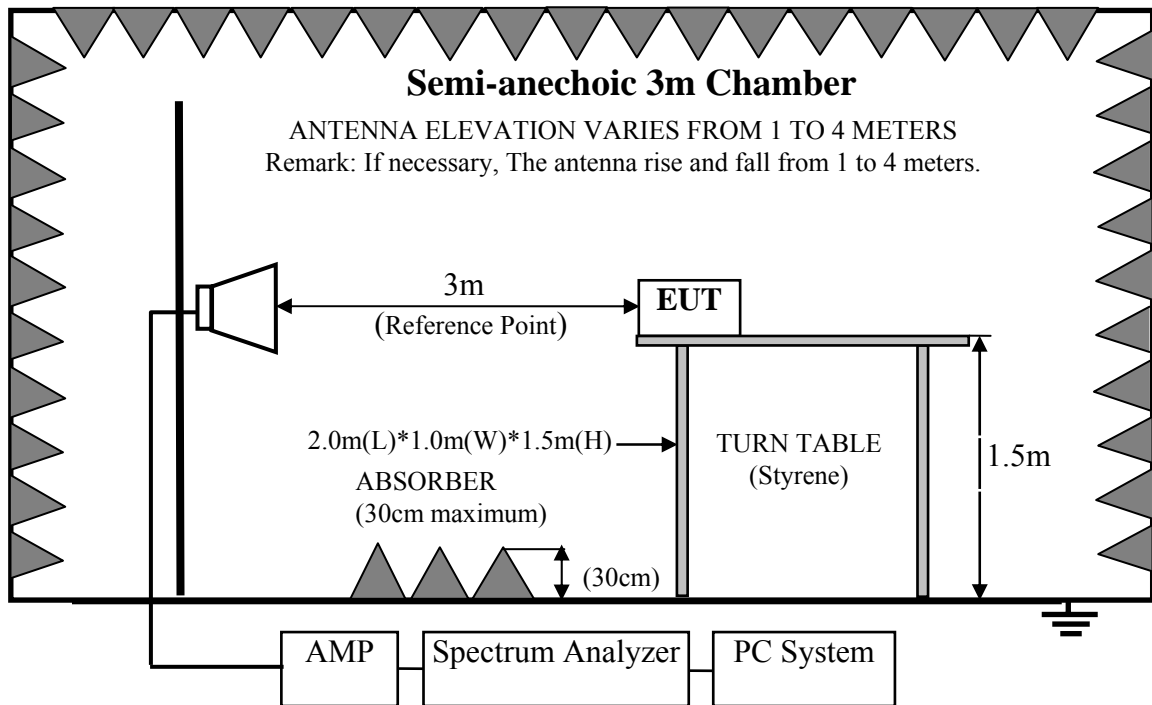 Semi-anechoic 3m Chamber
ANTENNA ELEVATION VARIES FROM 1 TO 4 METERS
Remark: If necessary, The antenna rise and fall from 1 to 4 meters.
3m
(Reference Point)
EUT
2.0m(L)*1.0m(W)*1.5m(H)
TURN TABLE
(Styrene)
1.5m
ABSORBER
(30cm maximum)
(30cm)
AMP
Spectrum Analyzer
PC System